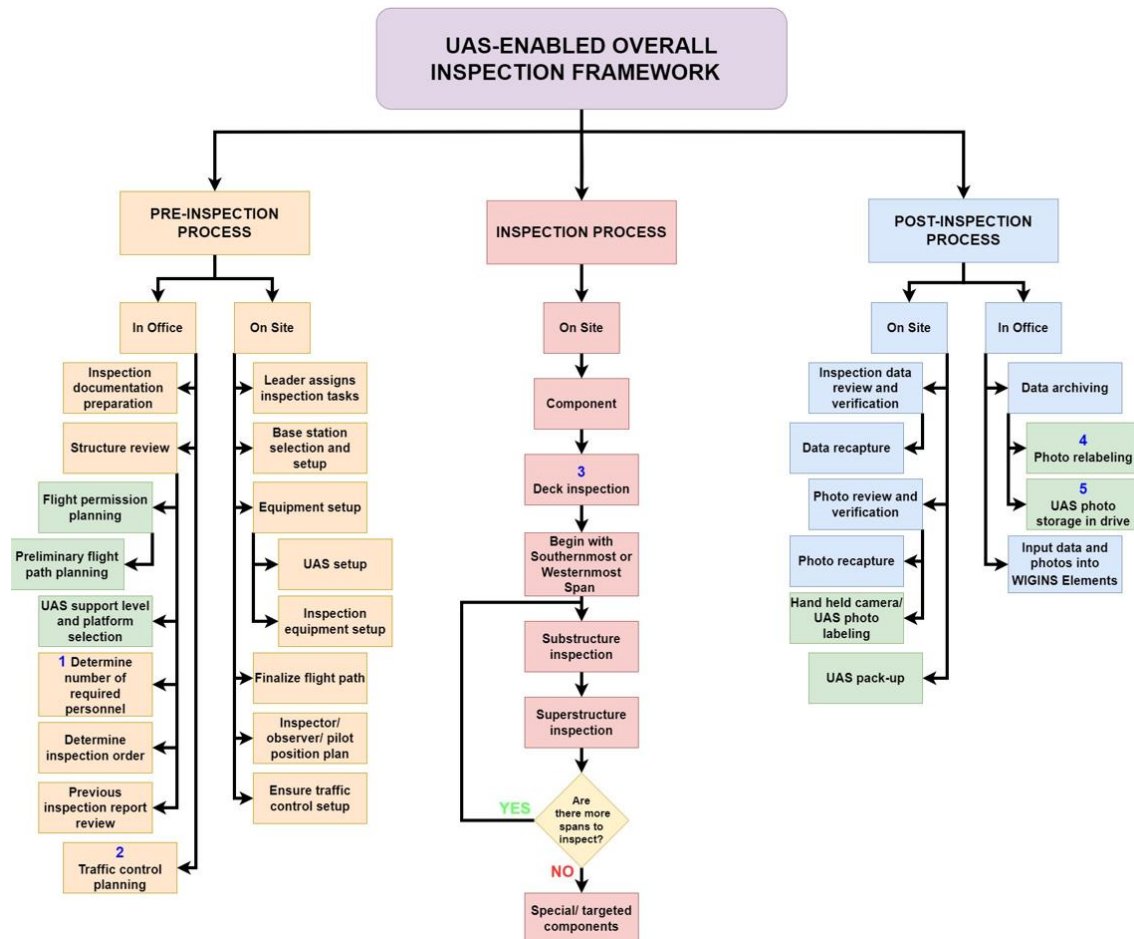 UAS-ENABLED OVERALL
INSPECTION FRAMEWORK
PRE-INSPECTION
PROCESS
In Office
Inspection
documentation
preparation
Structure review
Flight permission
planning
Preliminary flight
path planning
UAS support level
and platform
selection
1 Determine
number of
required
personnel
Determine
inspection order
Previous
inspection report
review
2
Traffic control
planning
On Site
Leader assigns
inspection tasks
Base station
selection and
setup
Equipment setup
UAS setup
Inspection
equipment setup
Finalize flight path
Inspector/
observer/ pilot
position plan
Ensure traffic
control setup
INSPECTION PROCESS
On Site
Component
3
Deck inspection
Begin with
Southernmost or
Westernmost
Span
Substructure
inspection
Superstructure
inspection
Are
there more
spans to
inspect?
YES
NO
Special/ targeted
components
POST-INSPECTION
PROCESS
On Site
Inspection data
review and
verification
Data recapture
Photo review and
verification
Photo recapture
Hand held camera/
UAS photo
labeling
UAS pack-up
In Office
Data archiving
4
Photo relabeling
5
UAS photo
storage in drive
Input data and
photos into
WIGINS Elements